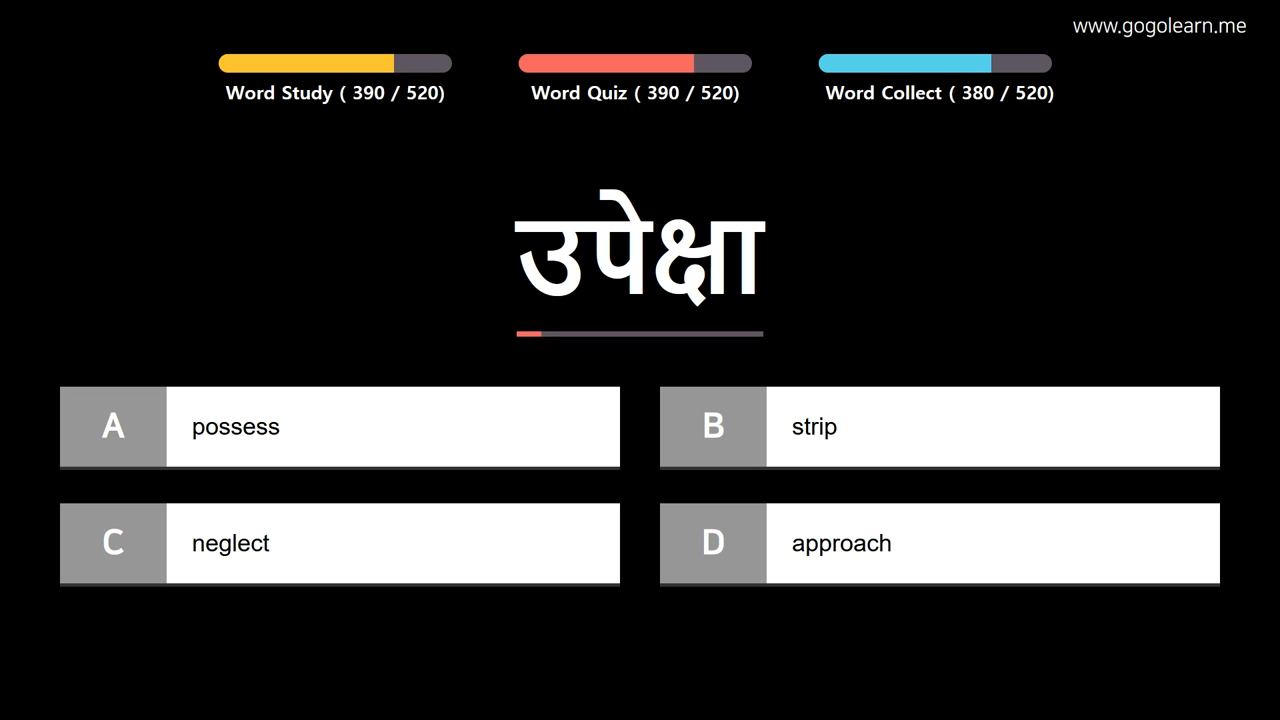 www.gogolearn.me
Word Study ( 390 / 520)
Word Quiz ( 390 / 520)
Word Collect ( 380 / 520)
उपेक्षा
A possess
B strip
C neglect
D approach